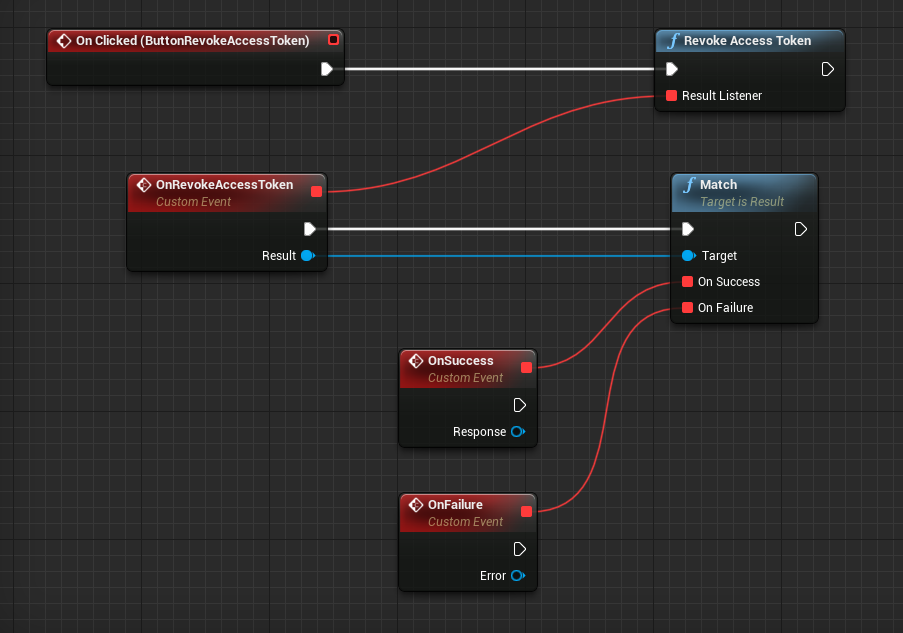 On Clicked (ButtonRevokeAccessToken)
f Revoke Access Token
Result Listener
OnRevokeAccessToken
Custom Event
Result
f Match
Target is Result
Target
On Success
On Failure
OnSuccess
Custom Event
Response
OnFailure
Custom Event
Error